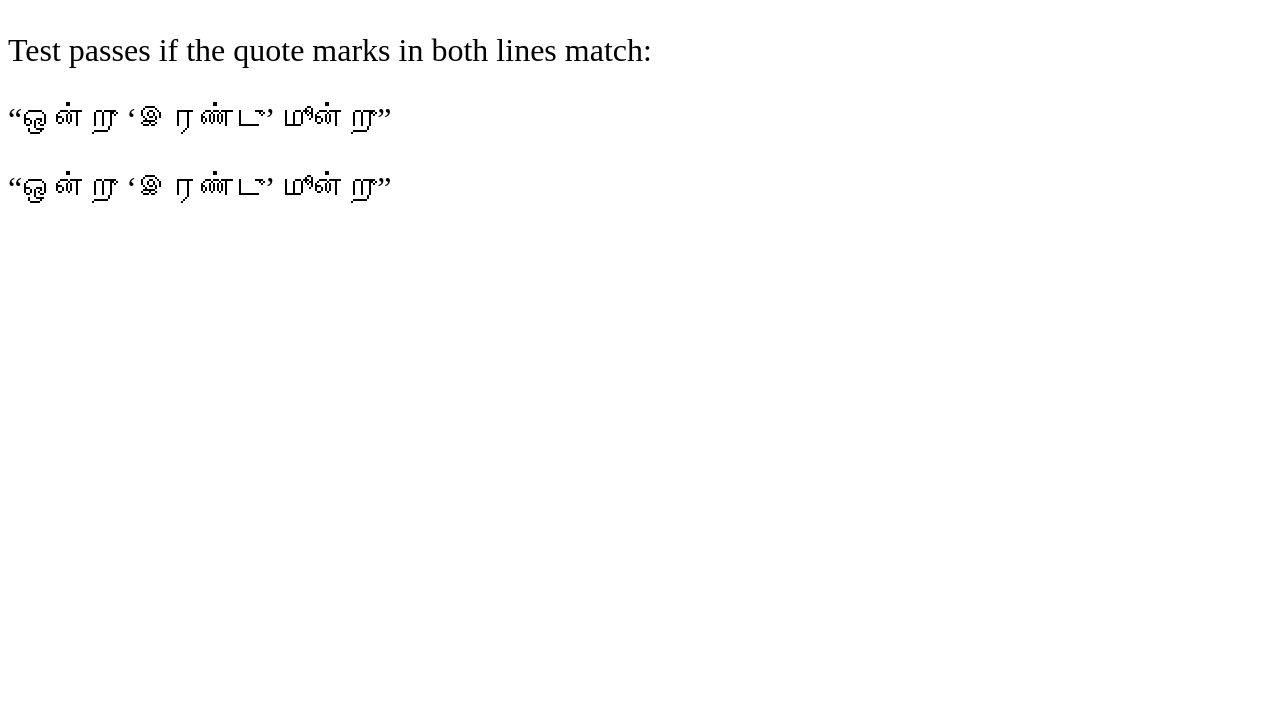 Test passes if the quote marks in both lines match:
“ஒன்று ‘இரண்டு’ மூன்று”
“ஒன்று ‘இரண்டு’ மூன்று”